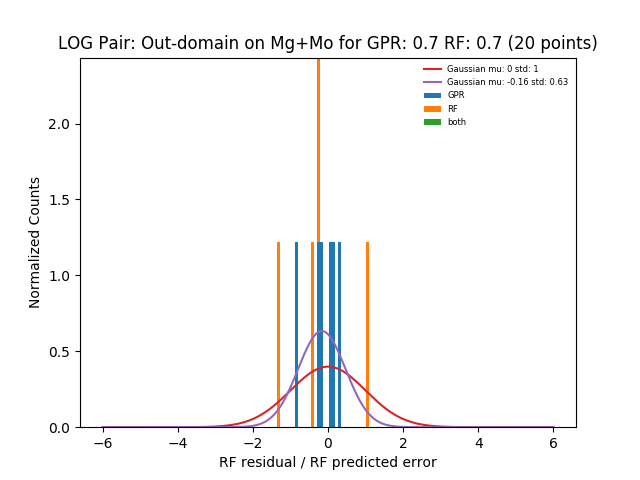 LOG Pair: Out-domain on Mg+Mo for GPR: 0.7 RF: 0.7 (20 points)
Gaussian mu: 0 std: 1
Gaussian mu: -0.16 std: 0.63
GPR
RF
both
Normalized Counts
2.0
1.5
1.0
0.5
0.0
−6 −4 −2 0 2 4 6
RF residual / RF predicted error